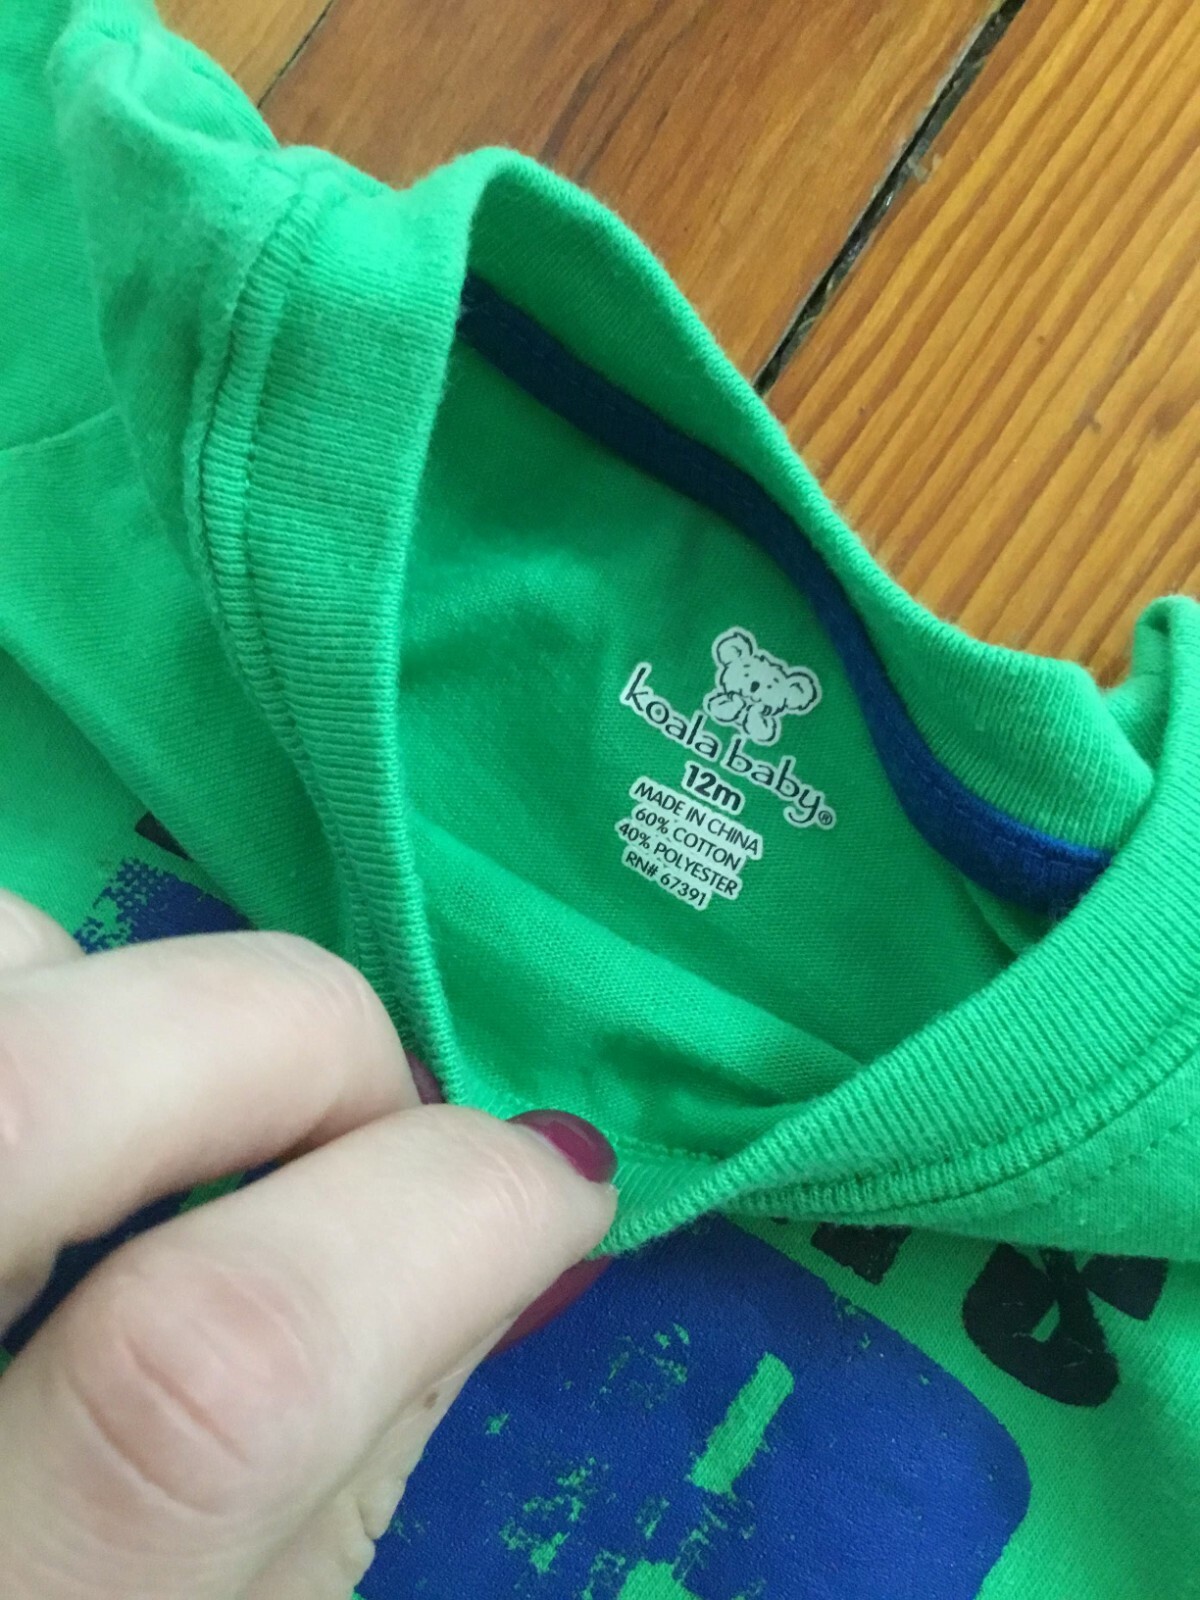 koala baby®
12m
MADE IN CHINA
60% COTTON
40% POLYESTER
RN# 67391